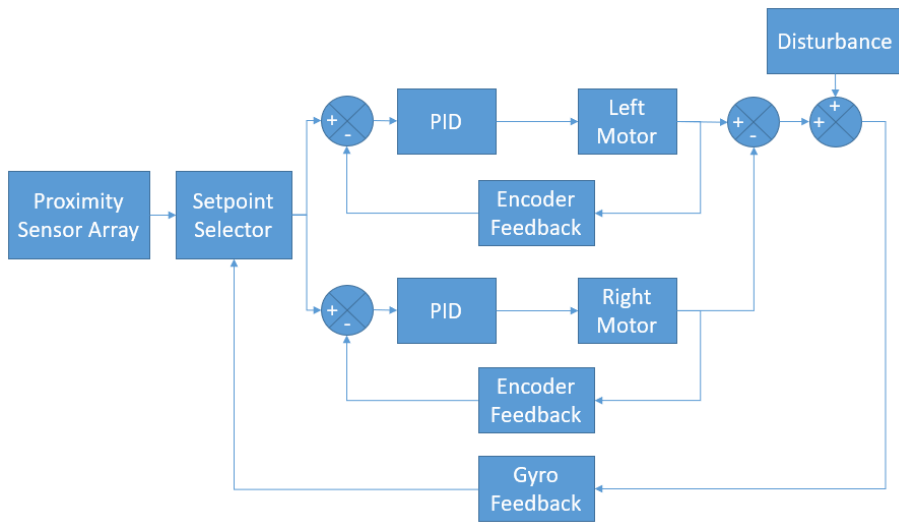 Disturbance
+
-
PID
Left
Motor
+
-
+
+
Proximity
Sensor Array
Setpoint
Selector
Encoder
Feedback
+
-
PID
Right
Motor
Encoder
Feedback
Gyro
Feedback